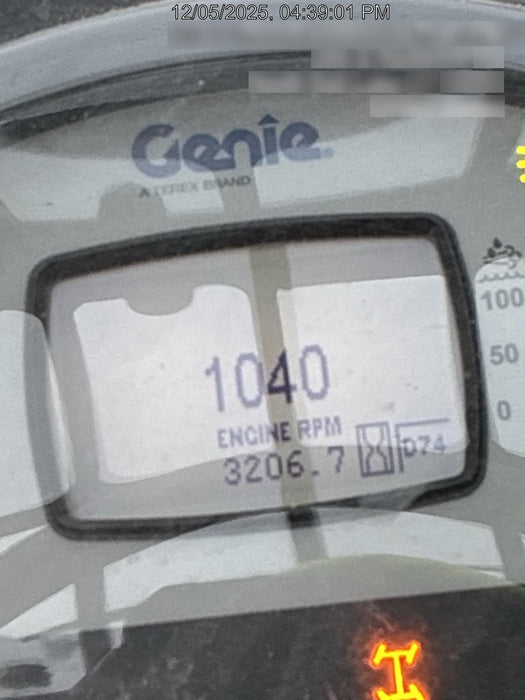 12/05/2025, 04:39:01 PM
Genie.
A TEREX BRAND
100
1040
50
ENGINE RPM
0
3206.7
D74